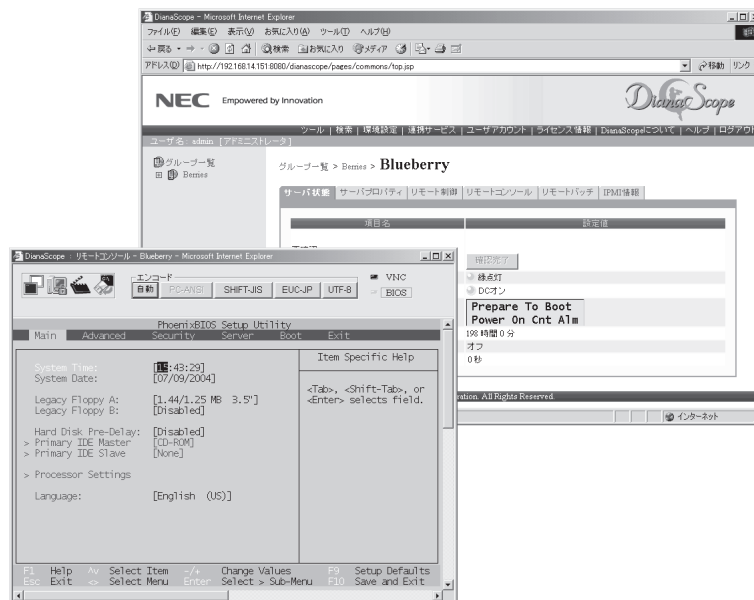 DianaScope - Microsoft Internet Explorer
ファイル(F) 編集(E) 表示(V) お気に入り(A) ツール(T) ヘルプ(H)
戻る 検索 お気に入り メディア
アドレス(D) http://192.168.14.151:8080/dianascope/pages/commons/top.jsp 移動 リンク
NEC Empowered by Innovation
DianaScope
ツール | 検索 | 環境設定 | 連携サービス | ユーザアカウント | ライセンス情報 | DianaScopeについて | ヘルプ | ログアウト
ユーザ名 : admin [アドミニストレータ]
グループ一覧
Berries
グループ一覧 > Berries > Blueberry
サーバ状態 サーバプロパティ リモート制御 リモートコンソール リモートバッチ IPMI情報
項目名 設定値
確認完了
緑点灯
DCオン
Prepare To Boot
Power On Cnt Alm
198 時間 0 分
オフ
0 秒
ration. All Rights Reserved.
インターネット
DianaScope : リモートコンソール - Blueberry - Microsoft Internet Explorer
エンコード
自動 PC-ANSI SHIFT-JIS EUC-JP UTF-8
VNC
BIOS
PhoenixBIOS Setup Utility
Main Advanced Security Server Boot Exit
System Time: [15:43:29]
System Date: [07/09/2004]
Legacy Floppy A: [1.44/1.25 MB 3.5"]
Legacy Floppy B: [Disabled]
Hard Disk Pre-Delay: [Disabled]
> Primary IDE Master [CD-ROM]
> Primary IDE Slave [None]
> Processor Settings
Language: [English (US)]
Item Specific Help
<Tab>, <Shift-Tab>, or
<Enter> selects field.
F1 Help ^v Select Item -/+ Change Values F9 Setup Defaults
Esc Exit <> Select Menu Enter Select > Sub-Menu F10 Save and Exit